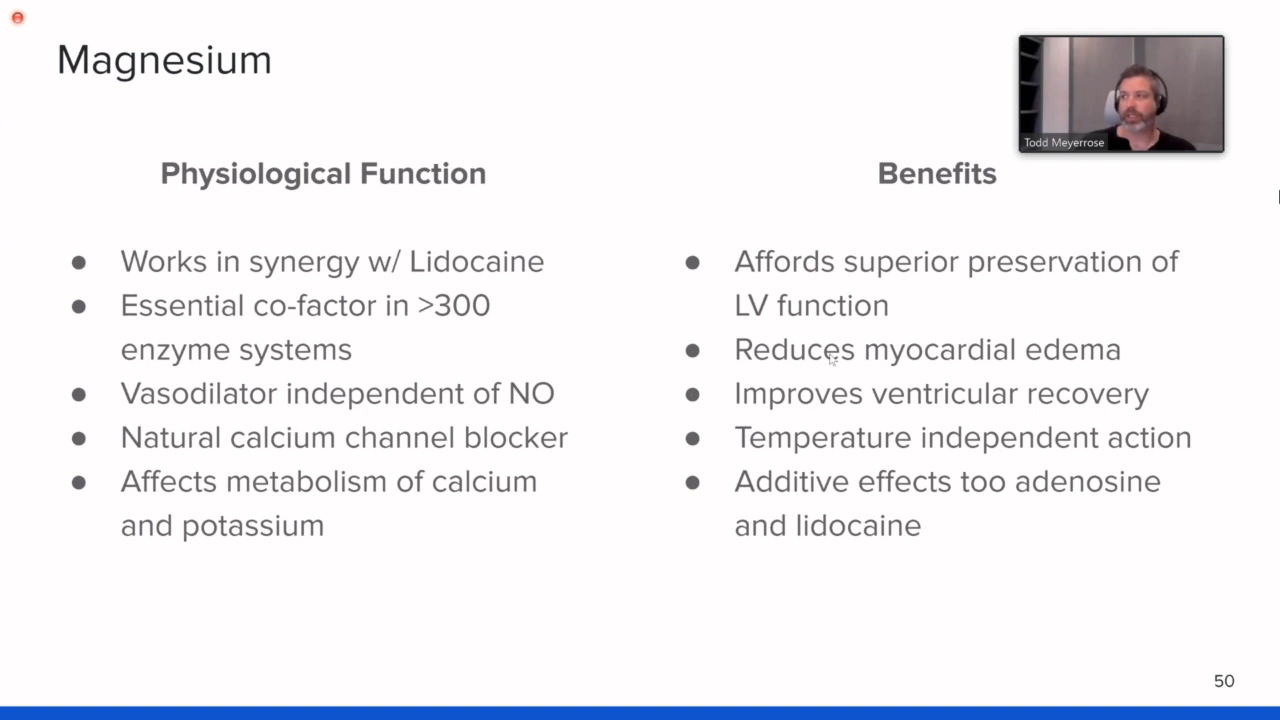 Magnesium
Todd Meyerrose
Physiological Function
● Works in synergy w/ Lidocaine
● Essential co-factor in >300
enzyme systems
● Vasodilator independent of NO
● Natural calcium channel blocker
● Affects metabolism of calcium
and potassium
Benefits
● Affords superior preservation of
LV function
● Reduces myocardial edema
● Improves ventricular recovery
● Temperature independent action
● Additive effects too adenosine
and lidocaine
50